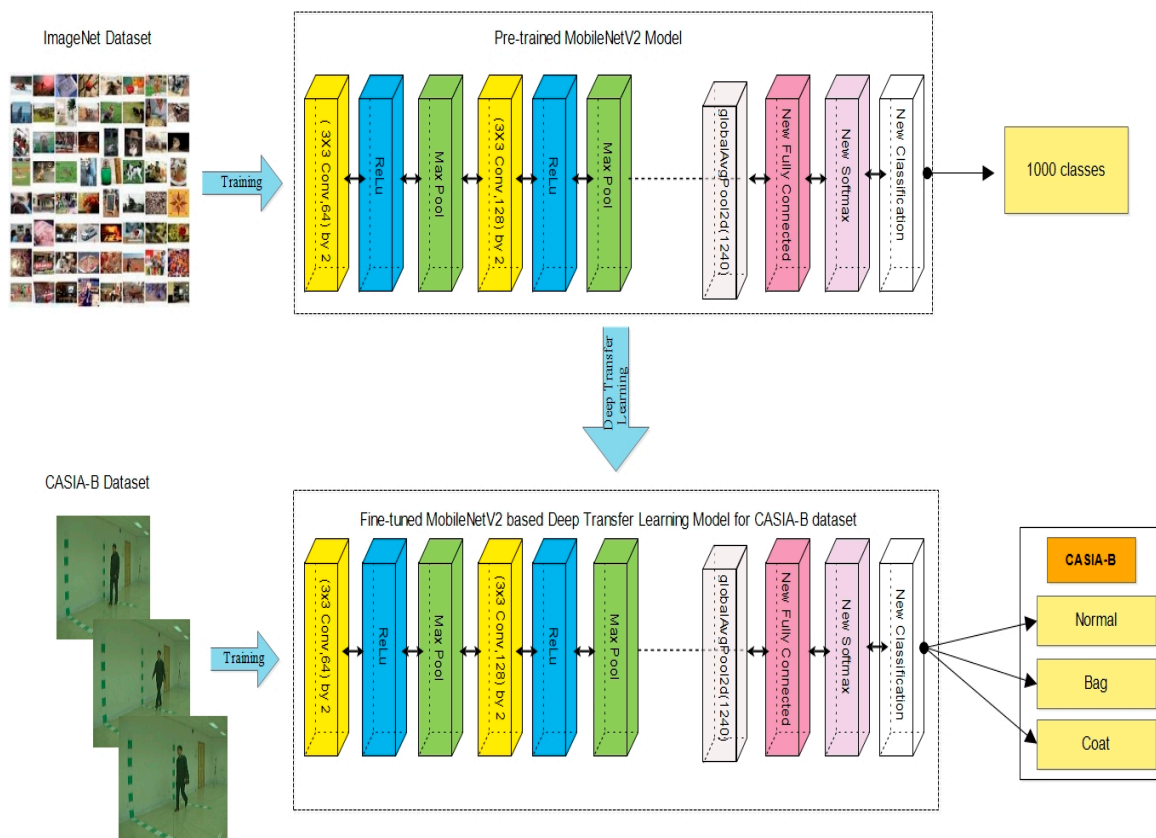 ImageNet Dataset
Pre-trained MobileNetV2 Model
Training
( 3X3 Conv,64) by 2
ReLu
Max Pool
(3X3 Conv,128) by 2
ReLu
Max Pool
globalAvgPool2d(1240)
New Fully Connected
New Softmax
New Classification
1000 classes
Deep Transfer
Learning
CASIA-B Dataset
Fine-tuned MobileNetV2 based Deep Transfer Learning Model for CASIA-B dataset
Training
(3x3 Conv,64) by 2
ReLu
Max Pool
(3x3 Conv,128) by 2
ReLu
Max Pool
globalAvgPool2d(1240)
New Fully Connected
New Softmax
New Classification
CASIA-B
Normal
Bag
Coat